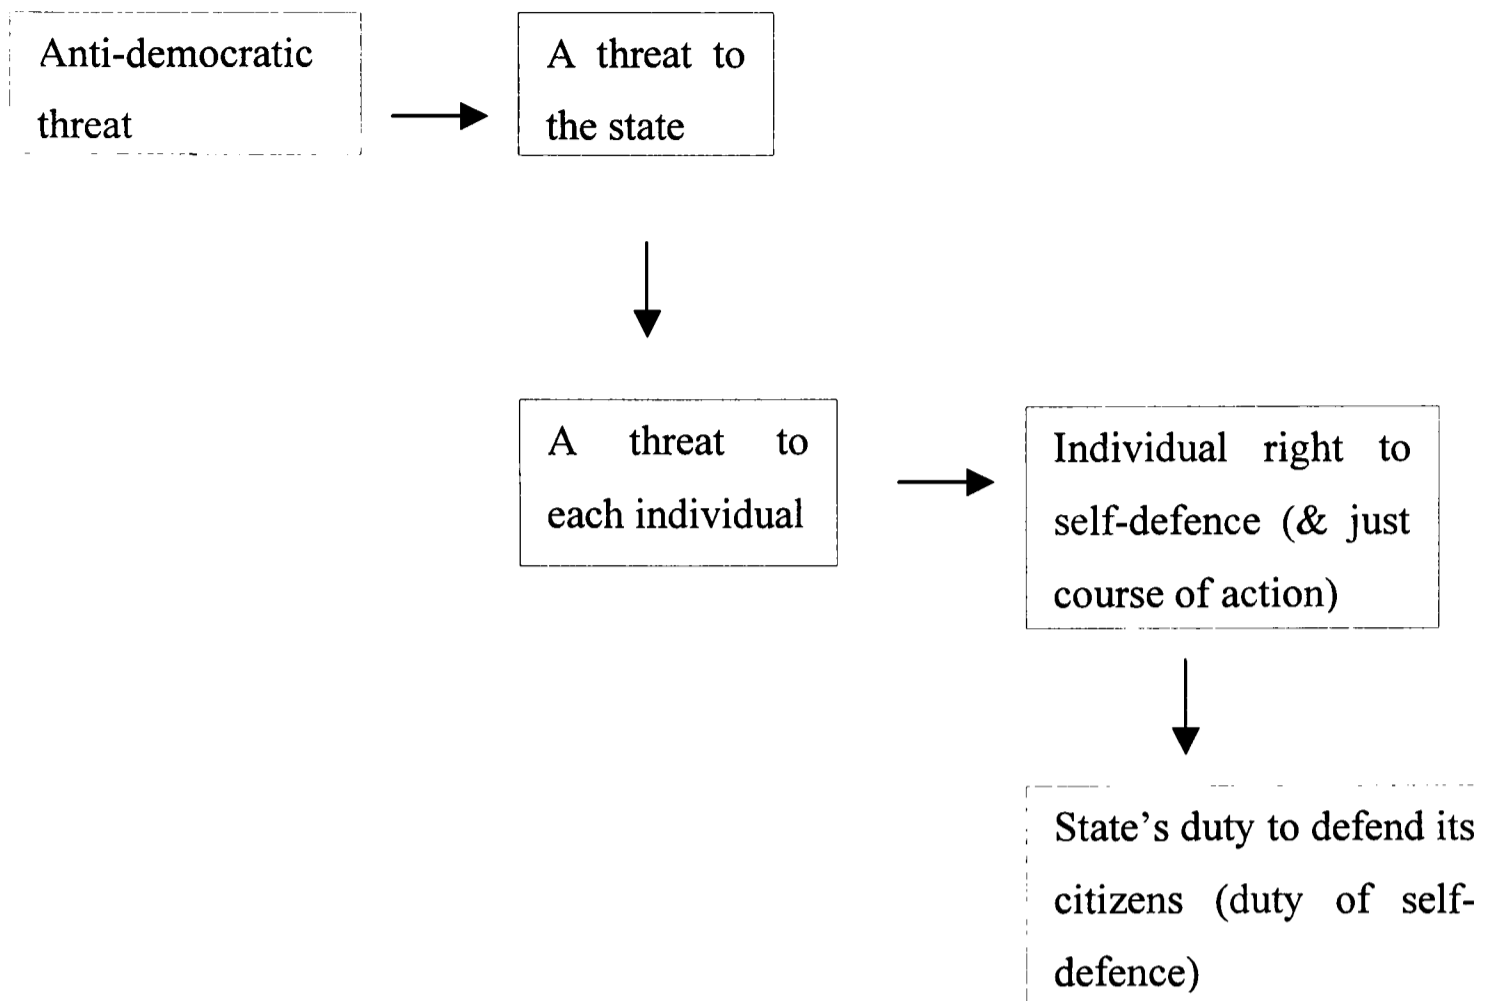 Anti-democratic
threat
A threat to
the state
A threat to
each individual
Individual right to
self-defence (& just
course of action)
State’s duty to defend its
citizens (duty of self-
defence)